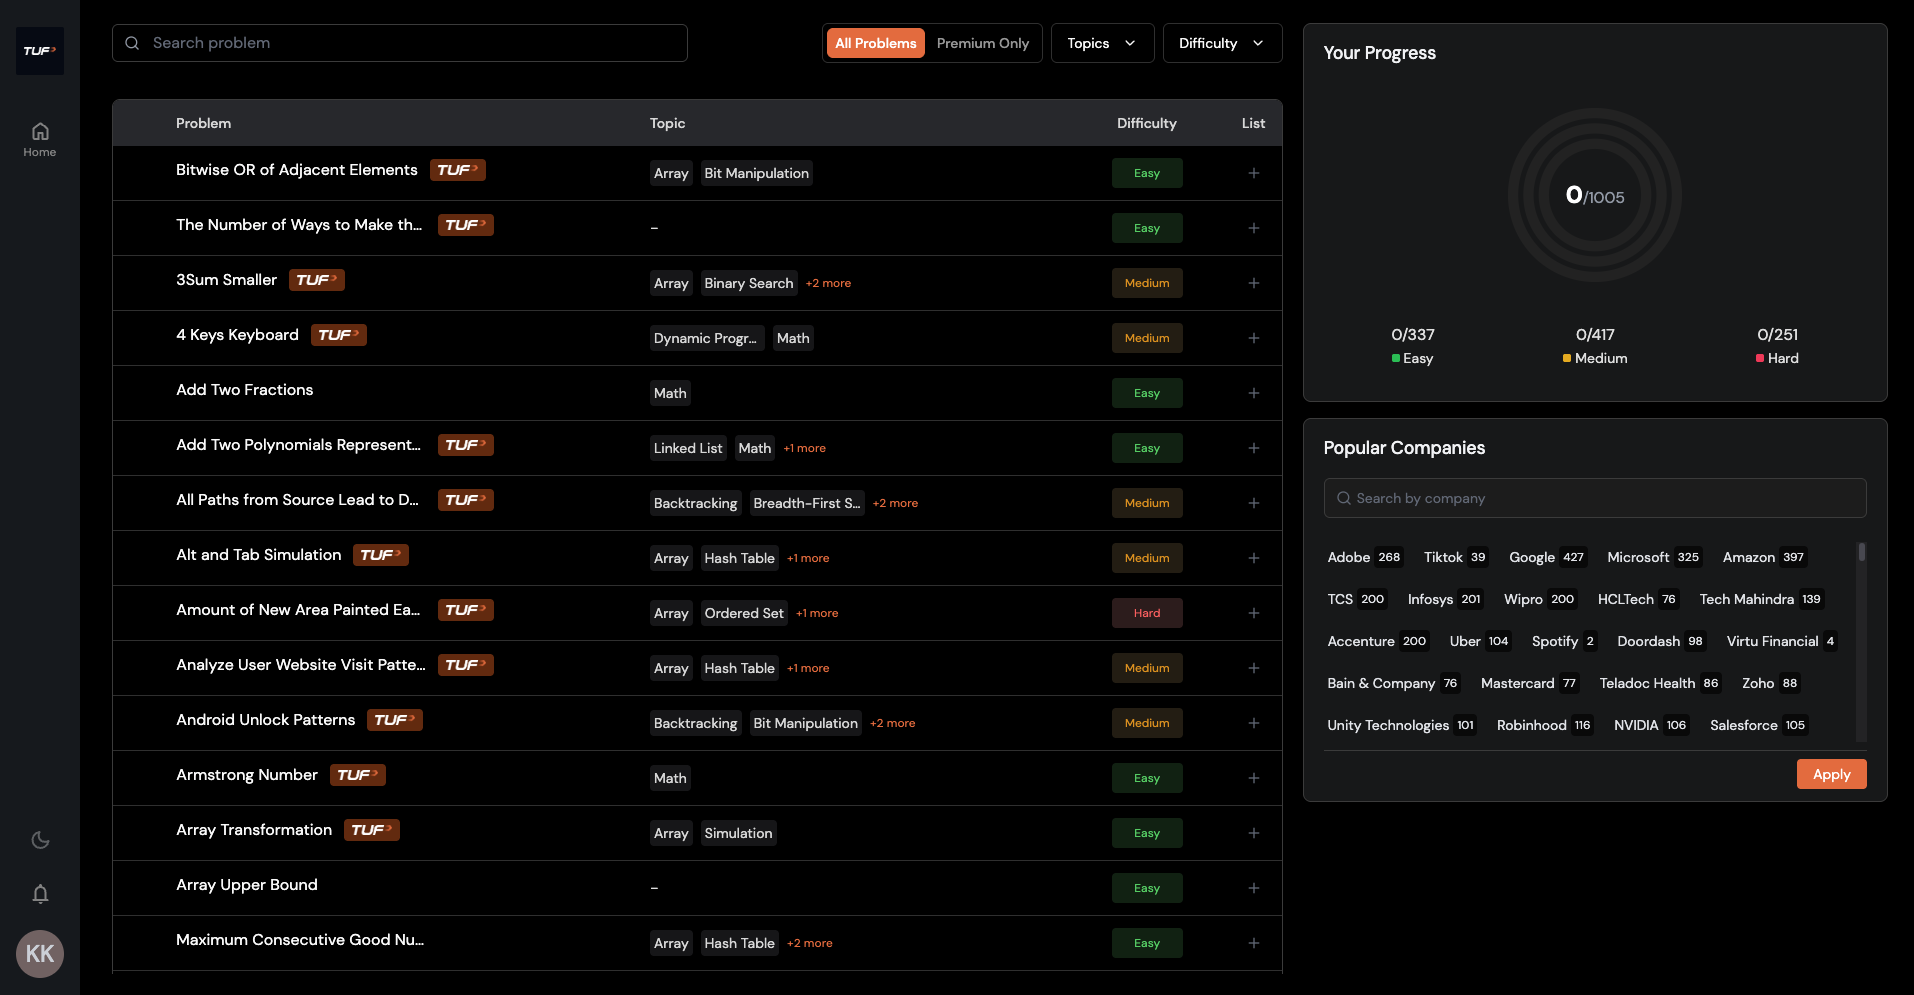 TUF
Home
KK
Search problem
All Problems Premium Only Topics Difficulty
Problem Topic Difficulty List
Bitwise OR of Adjacent Elements TUF Array Bit Manipulation Easy +
The Number of Ways to Make th... TUF – Easy +
3Sum Smaller TUF Array Binary Search +2 more Medium +
4 Keys Keyboard TUF Dynamic Progr... Math Medium +
Add Two Fractions Math Easy +
Add Two Polynomials Represent... TUF Linked List Math +1 more Easy +
All Paths from Source Lead to D... TUF Backtracking Breadth-First S... +2 more Medium +
Alt and Tab Simulation TUF Array Hash Table +1 more Medium +
Amount of New Area Painted Ea... TUF Array Ordered Set +1 more Hard +
Analyze User Website Visit Patte... TUF Array Hash Table +1 more Medium +
Android Unlock Patterns TUF Backtracking Bit Manipulation +2 more Medium +
Armstrong Number TUF Math Easy +
Array Transformation TUF Array Simulation Easy +
Array Upper Bound – Easy +
Maximum Consecutive Good Nu... Array Hash Table +2 more Easy +
Your Progress
0/1005
0/337 0/417 0/251
Easy Medium Hard
Popular Companies
Search by company
Adobe 268 Tiktok 39 Google 427 Microsoft 325 Amazon 397
TCS 200 Infosys 201 Wipro 200 HCLTech 76 Tech Mahindra 139
Accenture 200 Uber 104 Spotify 2 Doordash 98 Virtu Financial 4
Bain & Company 76 Mastercard 77 Teladoc Health 86 Zoho 88
Unity Technologies 101 Robinhood 116 NVIDIA 106 Salesforce 105
Apply